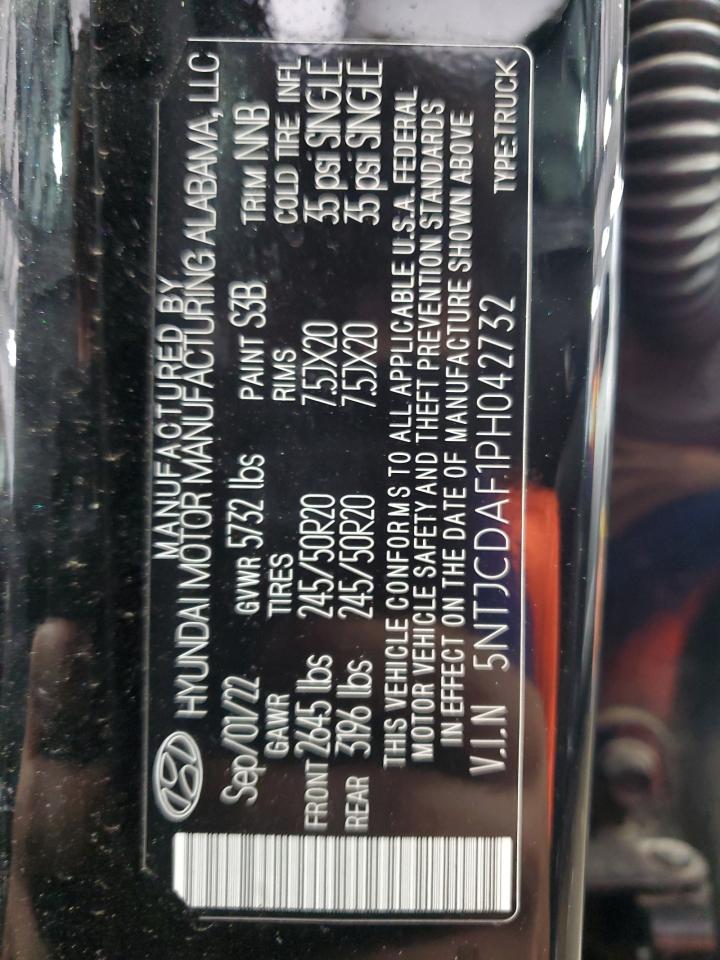 MANUFACTURED BY
HYUNDAI MOTOR MANUFACTURING ALABAMA, LLC
Sep/01/22 GVWR 5732 lbs PAINT S3B TRIM NNB
GAWR TIRES RIMS COLD TIRE INFL
FRONT 2645 lbs 245/50R20 7.5JX20 35 psi SINGLE
REAR 3196 lbs 245/50R20 7.5JX20 35 psi SINGLE
THIS VEHICLE CONFORMS TO ALL APPLICABLE U.S.A. FEDERAL
MOTOR VEHICLE SAFETY AND THEFT PREVENTION STANDARDS
IN EFFECT ON THE DATE OF MANUFACTURE SHOWN ABOVE
V.I.N 5NTJCDAF1PH042732 TYPE:TRUCK